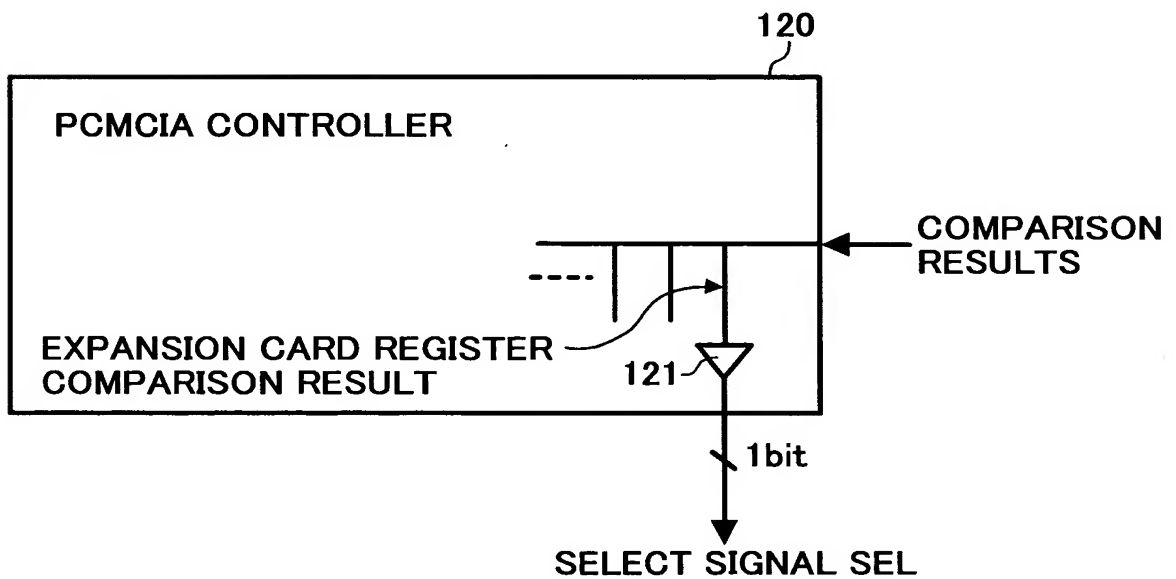 120
PCMCIA CONTROLLER
COMPARISON
RESULTS
EXPANSION CARD REGISTER
COMPARISON RESULT
121
1bit
SELECT SIGNAL SEL